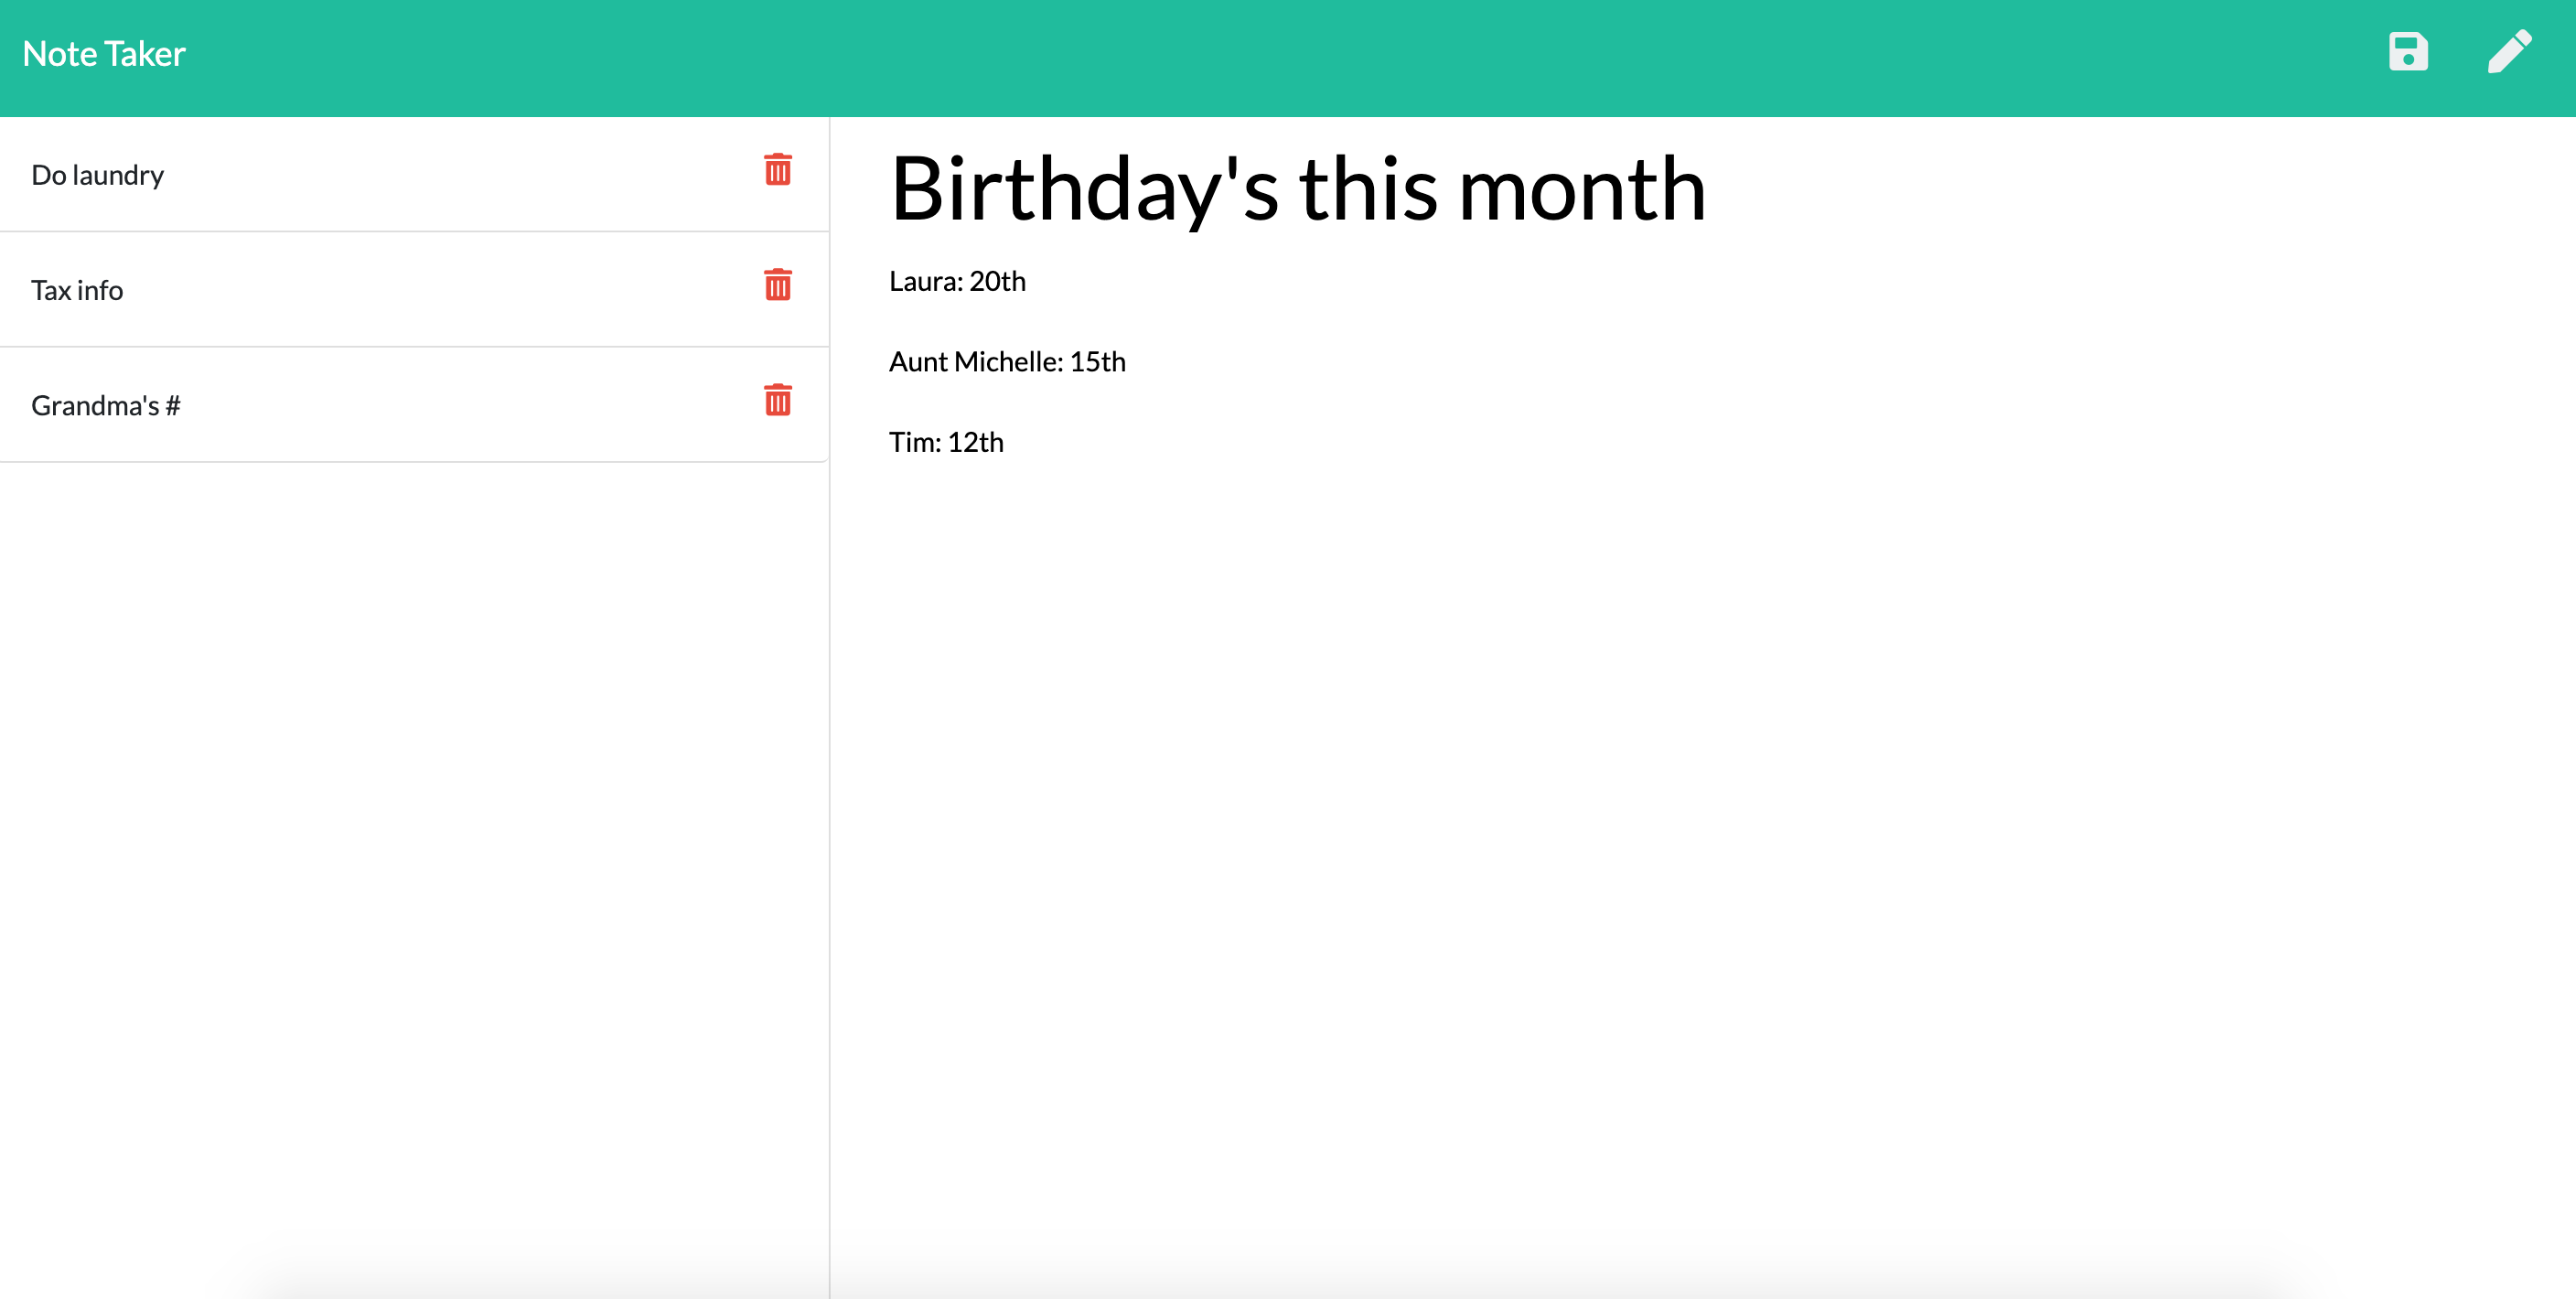 Note Taker
Do laundry
Tax info
Grandma's #
Birthday's this month
Laura: 20th
Aunt Michelle: 15th
Tim: 12th